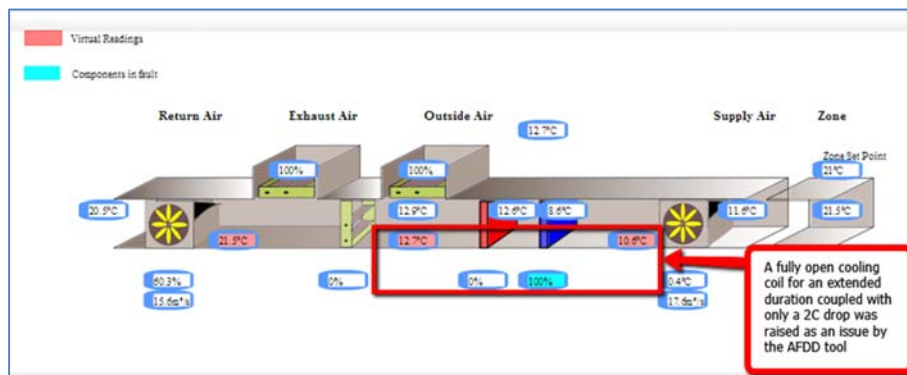 Virtual Readings
Components in fault
Return Air Exhaust Air Outside Air Supply Air Zone
12.7°C
Zone Set Point
100% 100% 21°C
20.5°C 12.9°C 12.6°C 8.6°C 11.6°C 21.5°C
21.5°C 12.7°C 10.6°C
60.3% 0% 0% 100% 0.4°C
15.6m³/s 17.6m³/s
A fully open cooling
coil for an extended
duration coupled with
only a 2C drop was
raised as an issue by
the AFDD tool